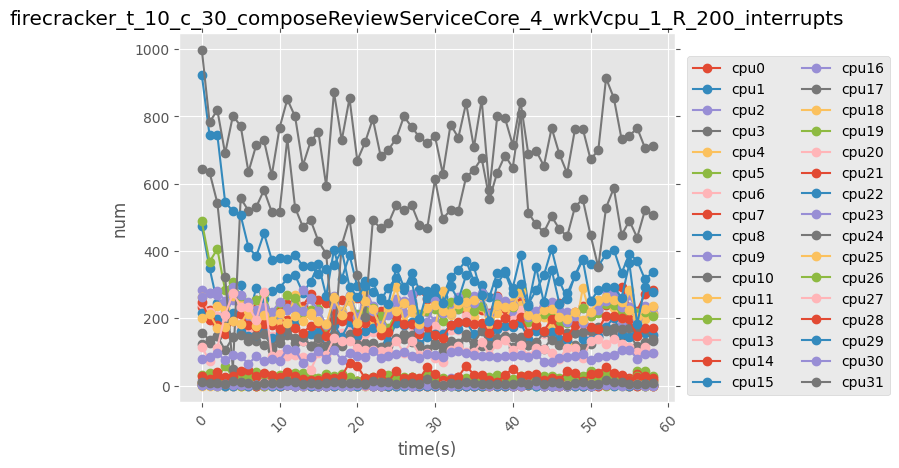 firecracker_t_10_c_30_composeReviewServiceCore_4_wrkVcpu_1_R_200_interrupts
1000
800
600
400
200
0
num
0
10
20
30
40
50
60
time(s)
cpu0
cpu1
cpu2
cpu3
cpu4
cpu5
cpu6
cpu7
cpu8
cpu9
cpu10
cpu11
cpu12
cpu13
cpu14
cpu15
cpu16
cpu17
cpu18
cpu19
cpu20
cpu21
cpu22
cpu23
cpu24
cpu25
cpu26
cpu27
cpu28
cpu29
cpu30
cpu31